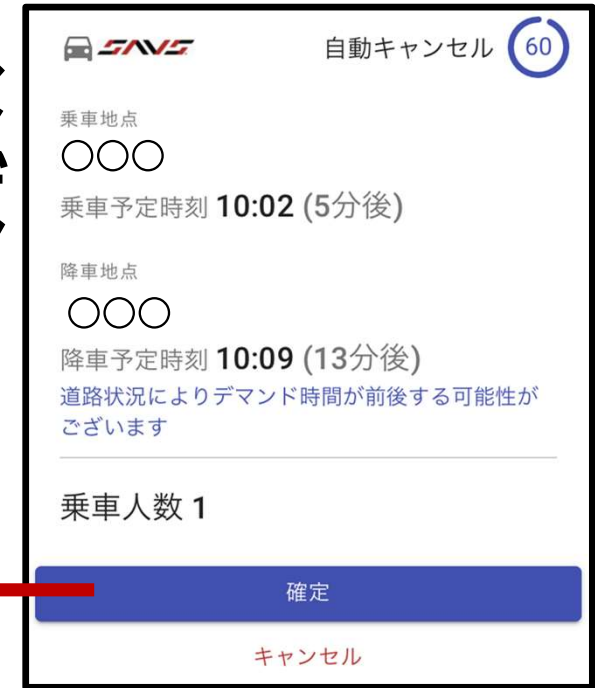 SAVS
自動キャンセル 60
乗車地点
○○○
乗車予定時刻 10:02 (5分後)
降車地点
○○○
降車予定時刻 10:09 (13分後)
道路状況によりデマンド時間が前後する可能性が
ございます
乗車人数 1
確定
キャンセル